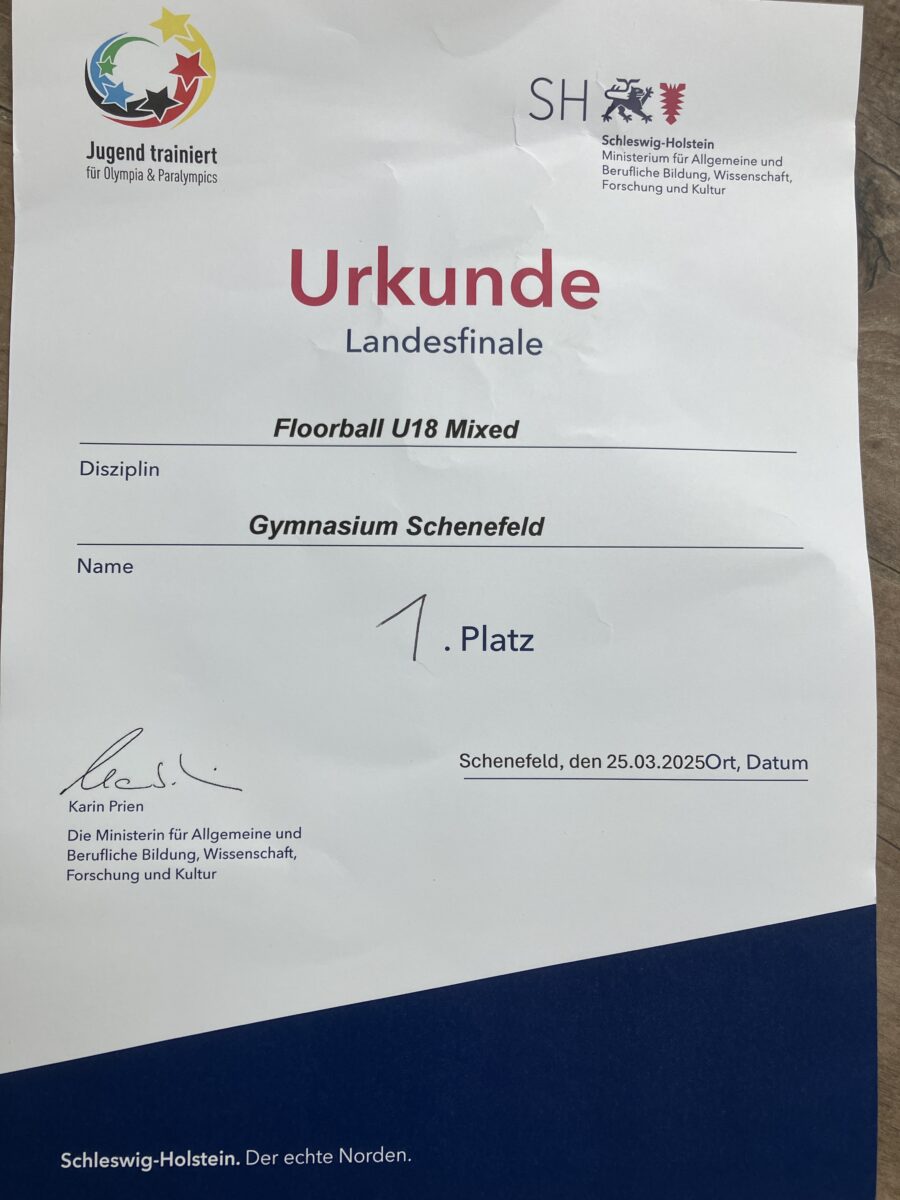 Jugend trainiert
für Olympia & Paralympics
SH
Schleswig-Holstein
Ministerium für Allgemeine und
Berufliche Bildung, Wissenschaft,
Forschung und Kultur
Urkunde
Landesfinale
Floorball U18 Mixed
Disziplin
Gymnasium Schenefeld
Name
1. Platz
Schenefeld, den 25.03.2025Ort, Datum
Karin Prien
Die Ministerin für Allgemeine und
Berufliche Bildung, Wissenschaft,
Forschung und Kultur
Schleswig-Holstein. Der echte Norden.